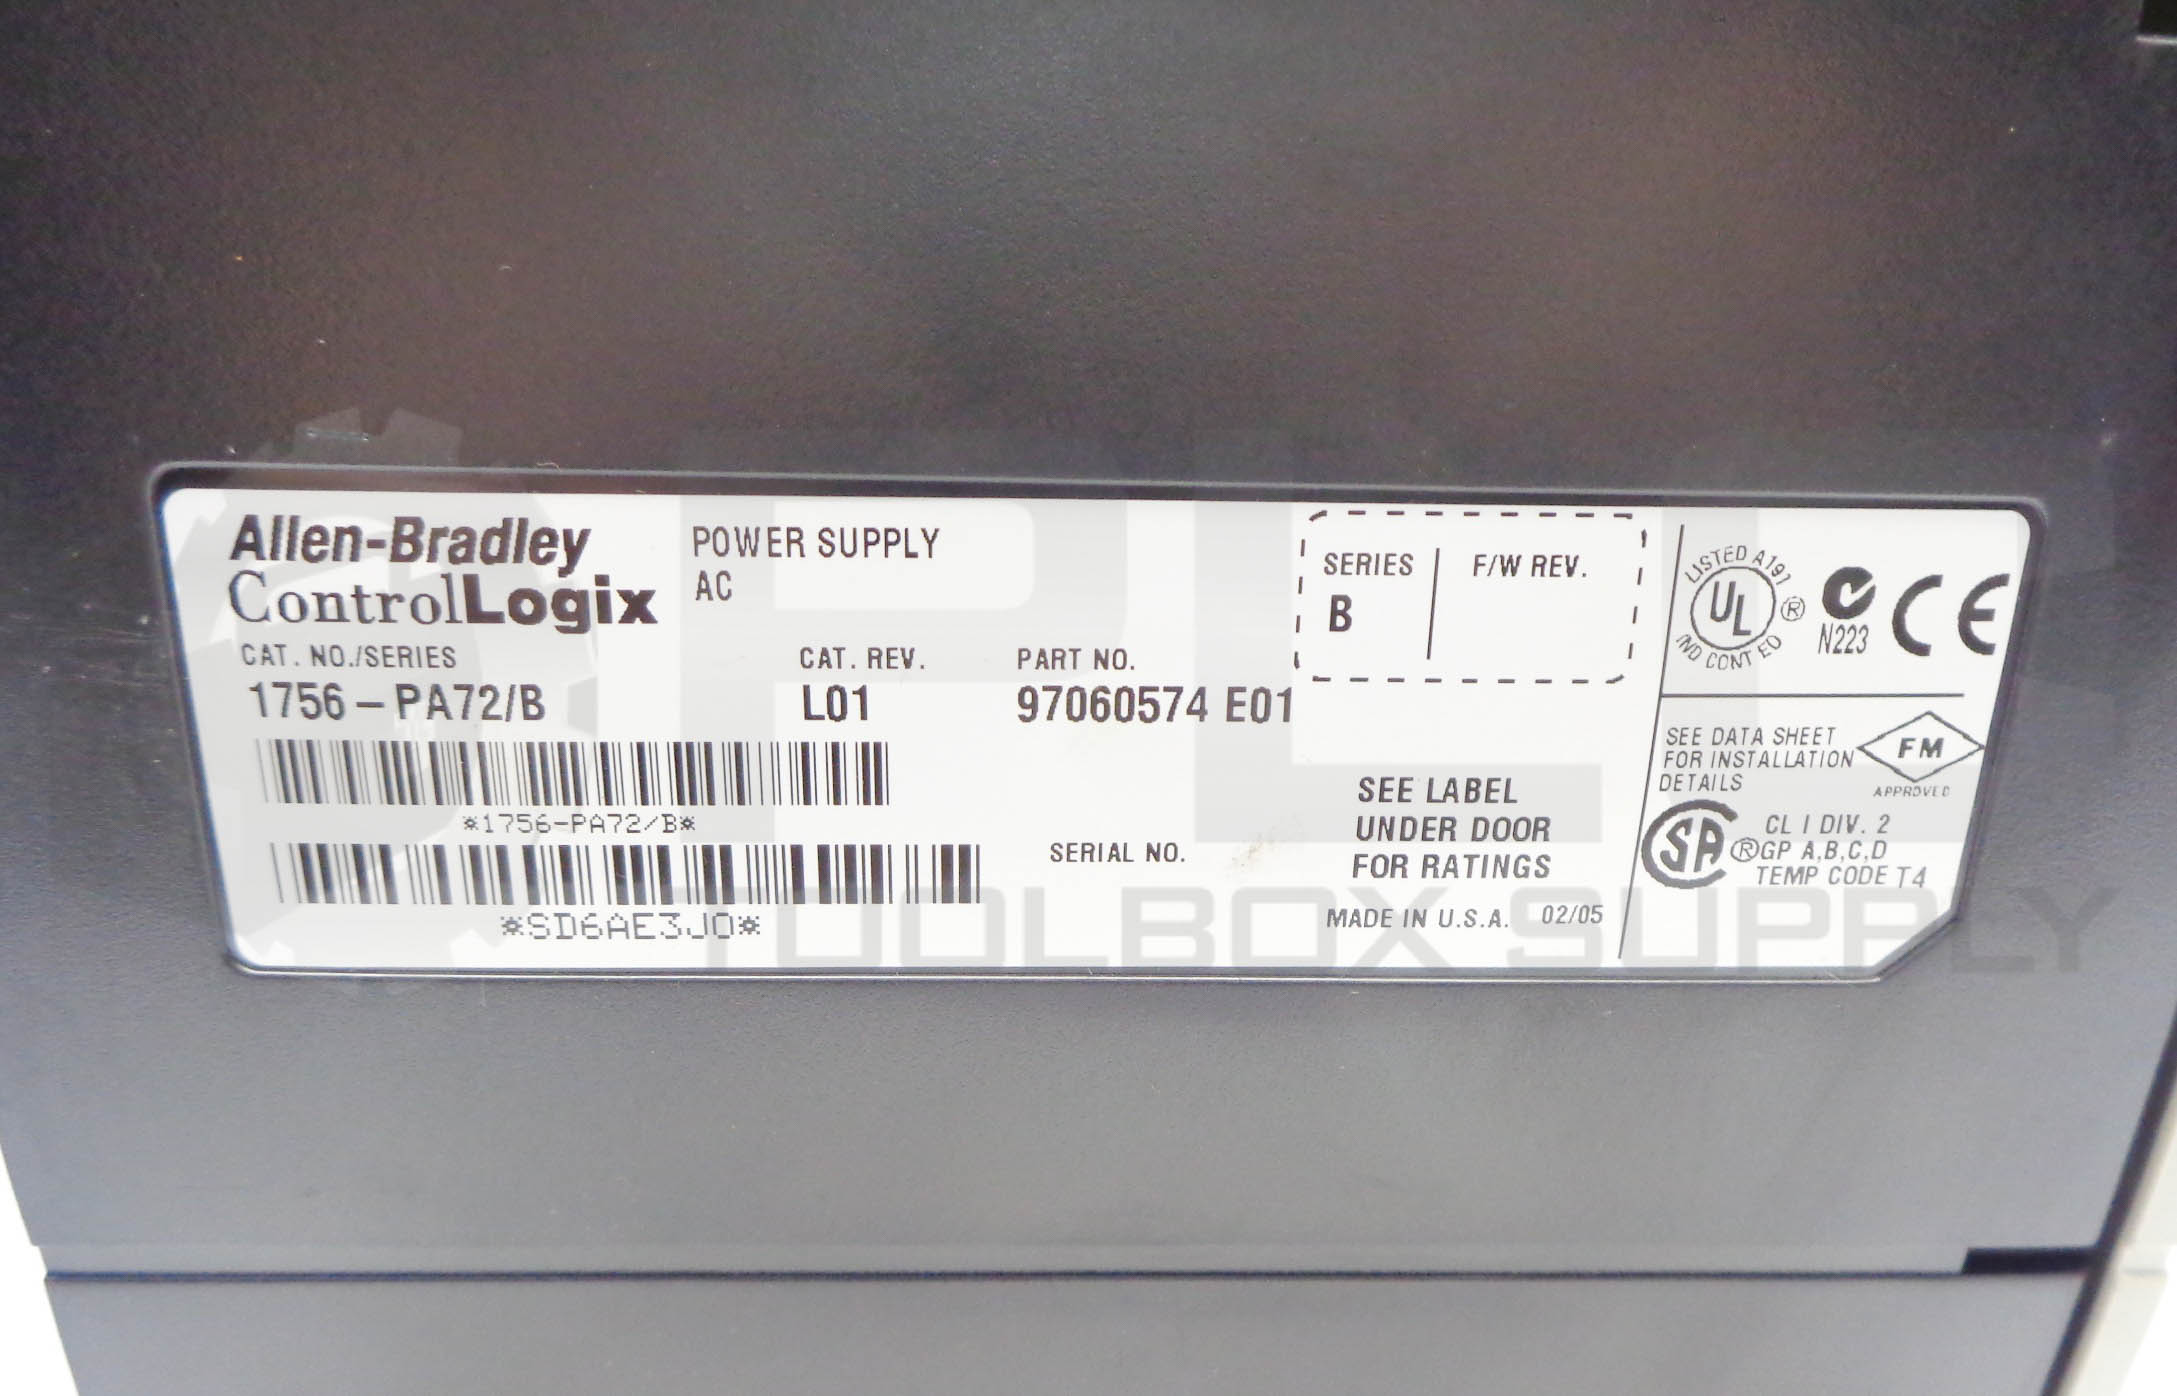 Allen-Bradley
ControlLogix
POWER SUPPLY
AC
CAT. NO./SERIES
1756-PA72/B
CAT. REV.
L01
PART NO.
97060574 E01
*1756-PA72/B*
*SD6AE3J0*
SERIAL NO.
SERIES
B
F/W REV.
SEE LABEL
UNDER DOOR
FOR RATINGS
MADE IN U.S.A. 02/05
LISTED A197
UL ®
IND CONT EQ
N223
CE
SEE DATA SHEET
FOR INSTALLATION
DETAILS
FM
APPROVED
SA ®
CL I DIV. 2
GP A,B,C,D
TEMP CODE T4
PLC
TOOLBOX SUPPLY